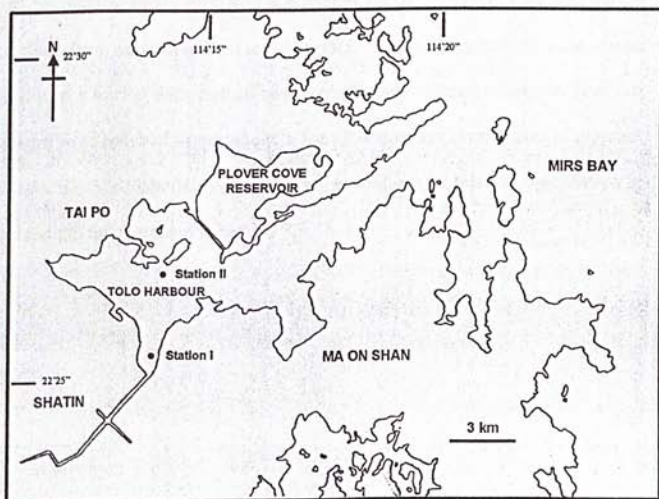 114°15''
114°20''
N
22°30''
PLOVER COVE
RESERVOIR
MIRS BAY
TAI PO
Station II
TOLO HARBOUR
Station I
MA ON SHAN
22°25''
SHATIN
3 km